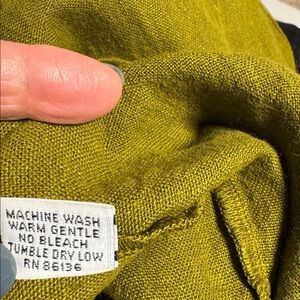 MACHINE WASH
WARM GENTLE
NO BLEACH
TUMBLE DRY LOW
RN 86136